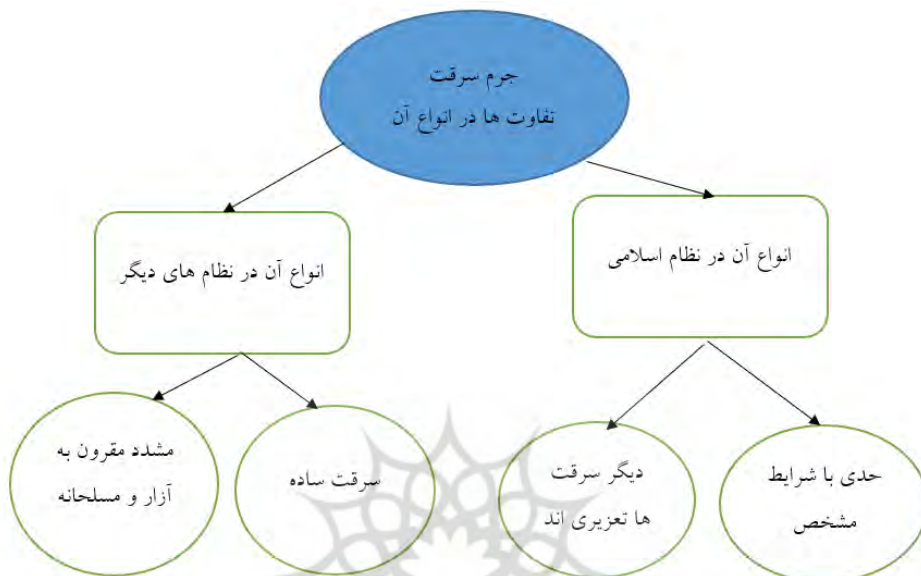 جرم سرقت
تفاوت ها در انواع آن
انواع آن در نظام اسلامی
انواع آن در نظام های دیگر
حدی با شرایط
مشخص
دیگر سرقت
ها تعزیری اند
سرقت ساده
مشدد مقرون به
آزار و مسلحانه